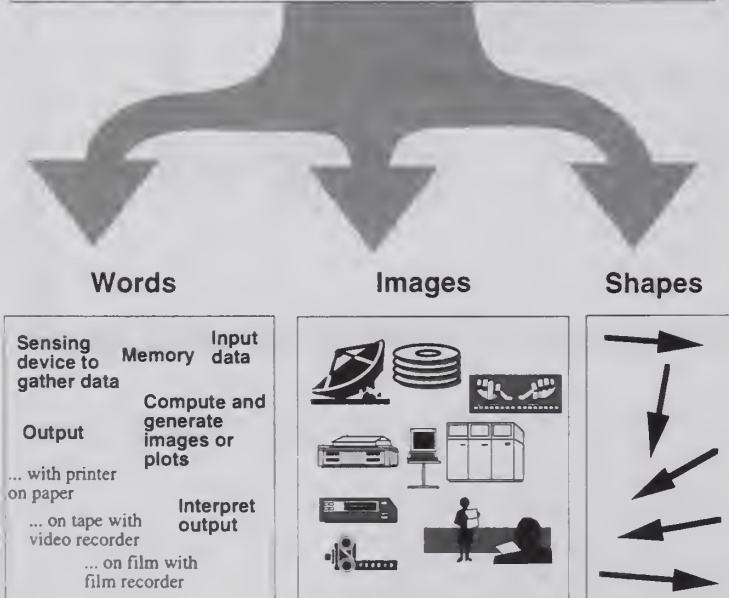 Words
Images
Shapes
Sensing
device to
gather data
Memory
Input
data
Compute and
generate
images or
plots
Output
... with printer
on paper
Interpret
output
... on tape with
video recorder
... on film with
film recorder